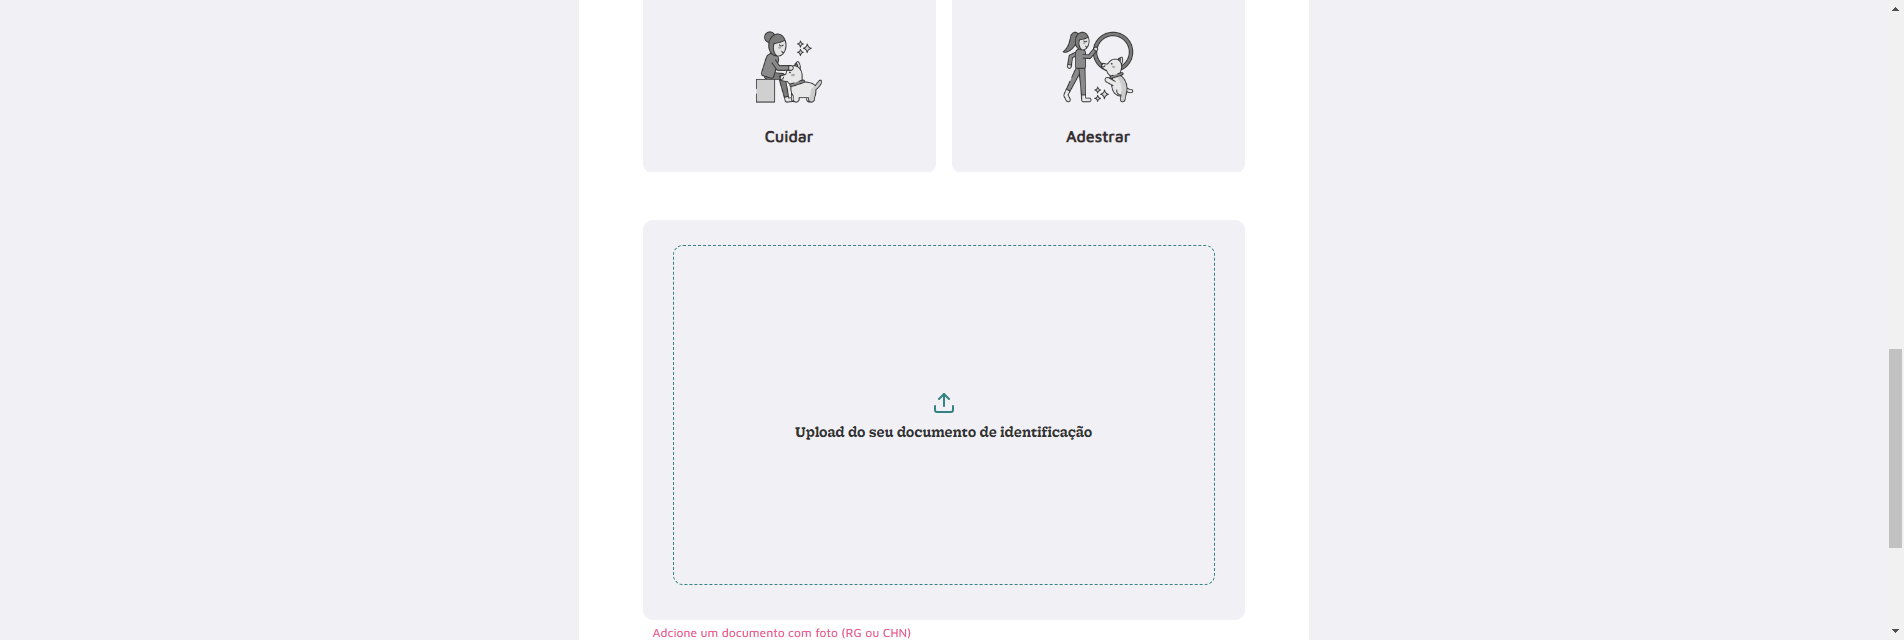 Cuidar
Adestrar
Upload do seu documento de identificação
Adcione um documento com foto (RG ou CHN)